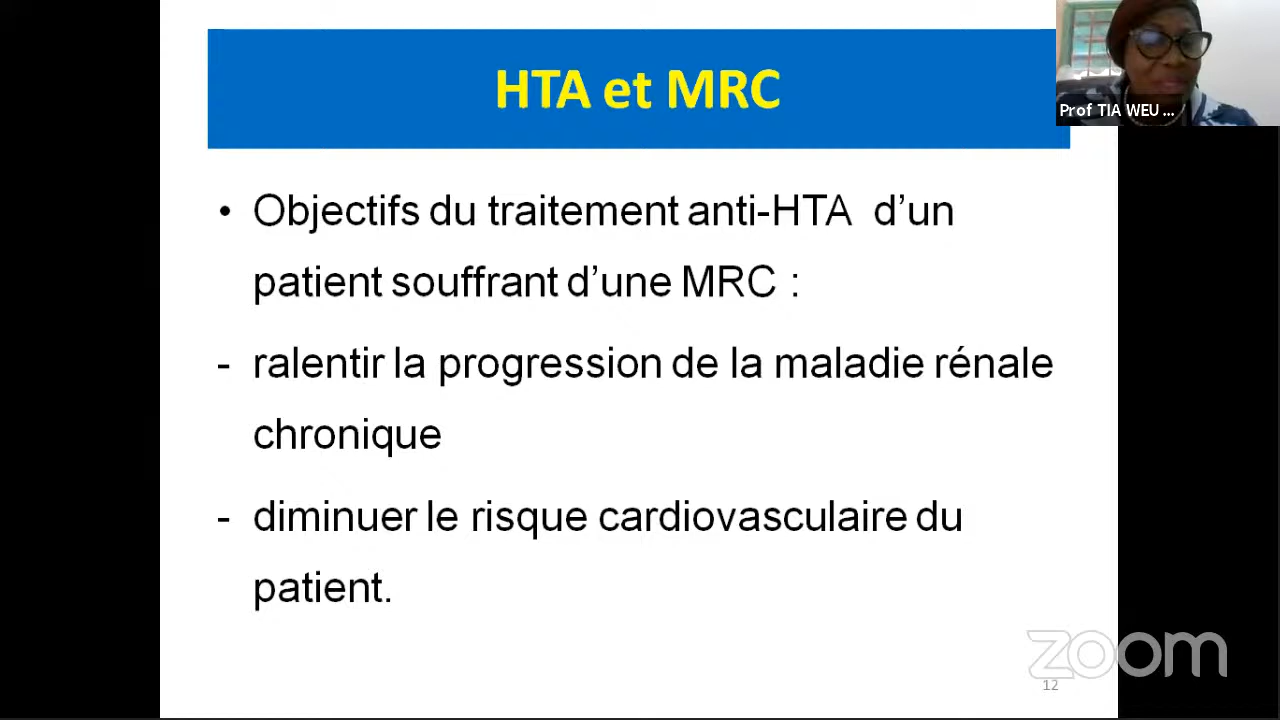 HTA et MRC
Prof TIA WEU ...
• Objectifs du traitement anti-HTA d’un
patient souffrant d’une MRC :
- ralentir la progression de la maladie rénale
chronique
- diminuer le risque cardiovasculaire du
patient.
zoom
12